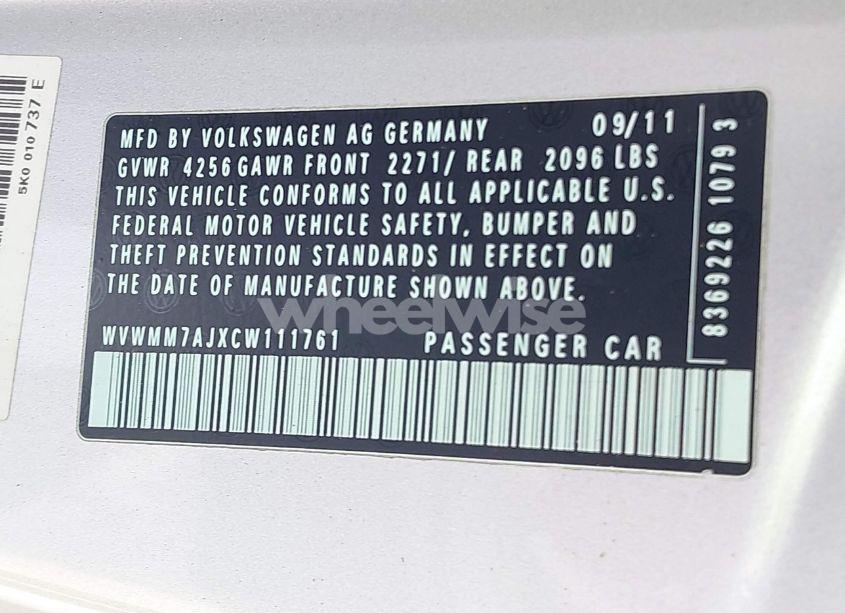 MFD BY VOLKSWAGEN AG GERMANY 09/11
GVWR 4256 GAWR FRONT 2271/ REAR 2096 LBS
THIS VEHICLE CONFORMS TO ALL APPLICABLE U.S.
FEDERAL MOTOR VEHICLE SAFETY, BUMPER AND
THEFT PREVENTION STANDARDS IN EFFECT ON
THE DATE OF MANUFACTURE SHOWN ABOVE.
WVWMM7AJXCW111761 PASSENGER CAR
8369226 1079 3
5K0 010 737 E
wheelwise